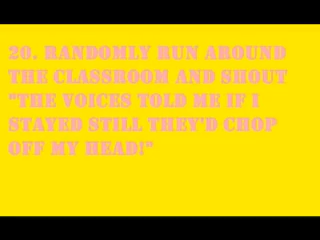 20. RANDOMLY RUN AROUND
THE CLASSROOM AND SHOUT
"THE VOICES TOLD ME IF I
STAYED STILL THEY'D CHOP
OFF MY HEAD!"